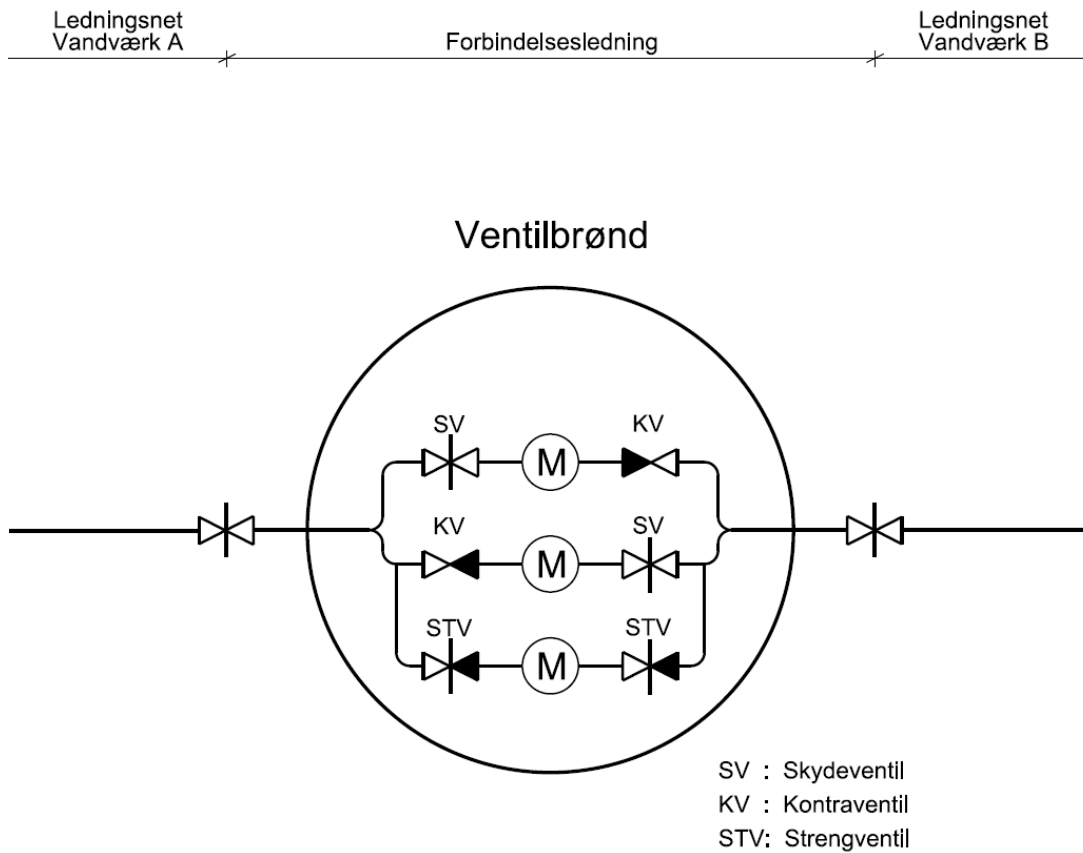 Ledningsnet
Vandværk A
Forbindelsesledning
Ledningsnet
Vandværk B
Ventilbrønd
SV
KV
M
KV
SV
M
STV
STV
M
SV : Skydeventil
KV : Kontraventil
STV: Strengventil